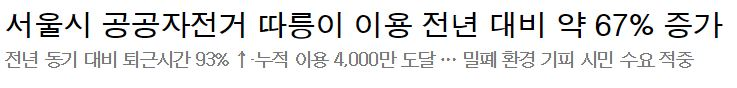 서울시 공공자전거 따릉이 이용 전년 대비 약 67% 증가
전년 동기 대비 퇴근시간 93% ↑·누적 이용 4,000만 도달 … 밀폐 환경 기피 시민 수요 적중